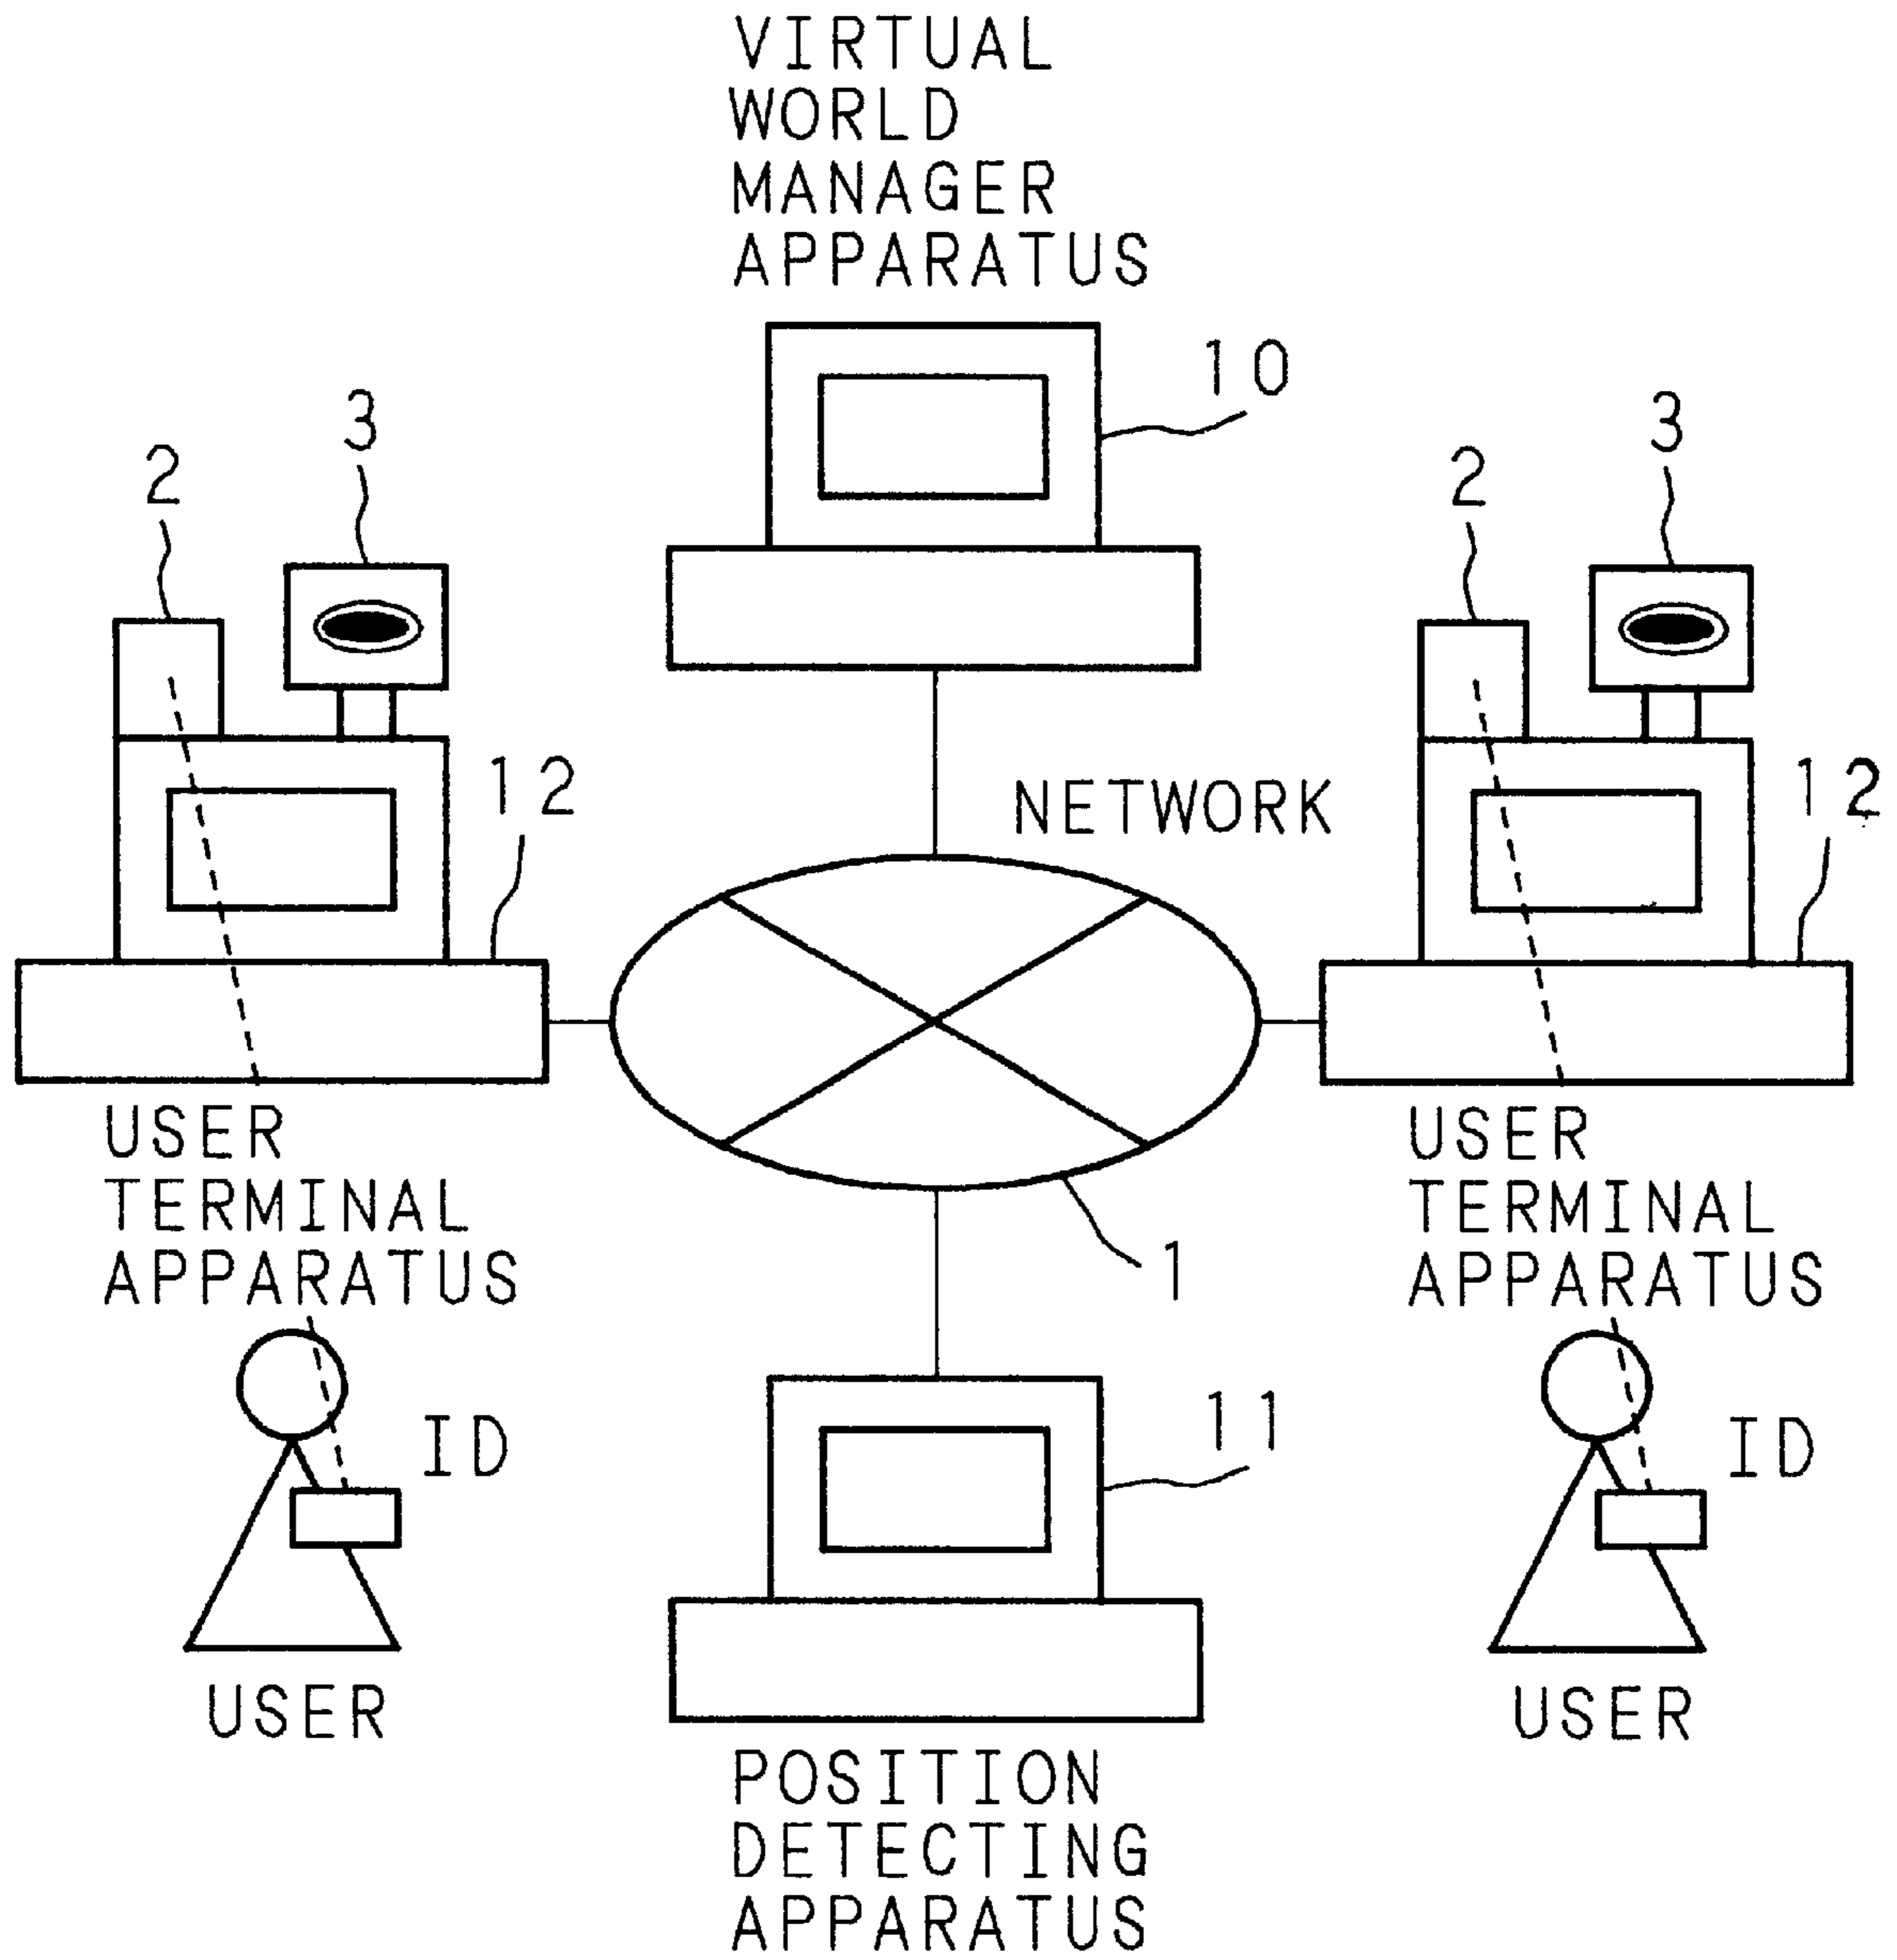 VIRTUAL
WORLD
MANAGER
APPARATUS
10
3
2
3
2
12
NETWORK
12
USER
TERMINAL
APPARATUS
1
USER
TERMINAL
APPARATUS
ID
11
ID
USER
USER
POSITION
DETECTING
APPARATUS